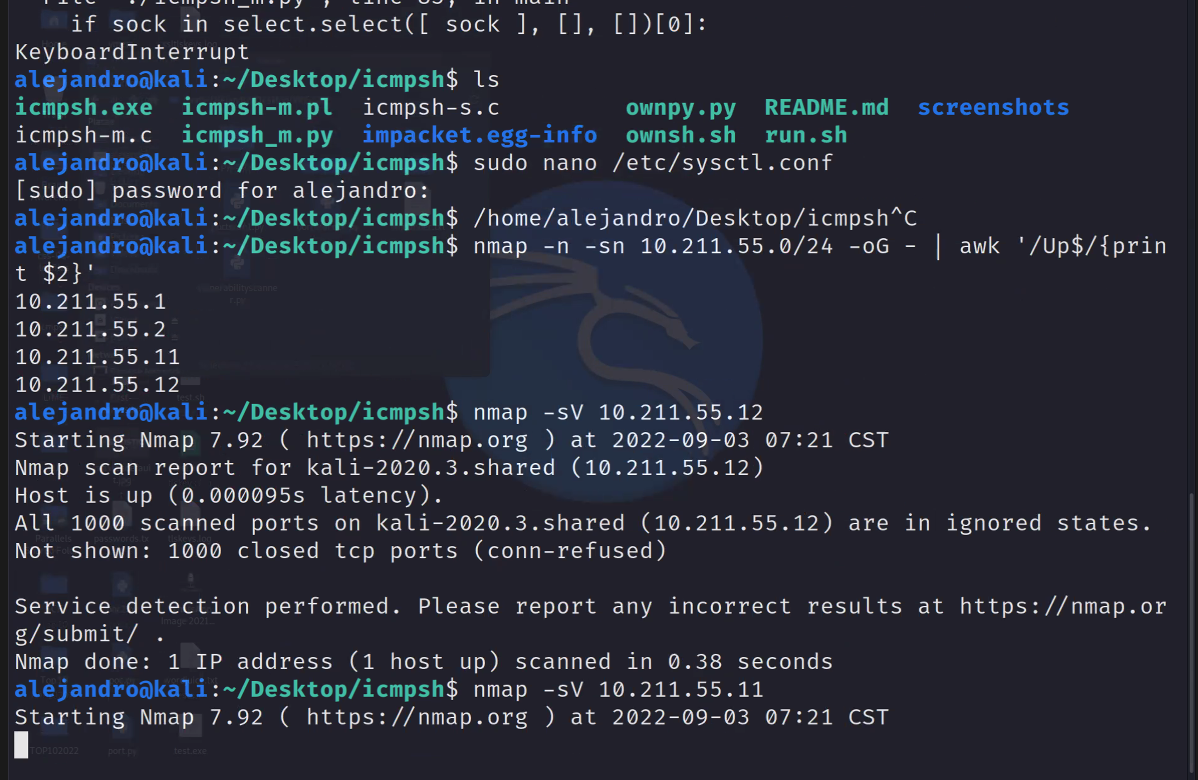 File "./icmpsh_m.py", line 85, in main
if sock in select.select([ sock ], [], [])[0]:
KeyboardInterrupt
alejandro@kali:~/Desktop/icmpsh$ ls
icmpsh.exe icmpsh-m.pl icmpsh-s.c ownpy.py README.md screenshots
icmpsh-m.c icmpsh_m.py impacket.egg-info ownsh.sh run.sh
alejandro@kali:~/Desktop/icmpsh$ sudo nano /etc/sysctl.conf
[sudo] password for alejandro:
alejandro@kali:~/Desktop/icmpsh$ /home/alejandro/Desktop/icmpsh^C
alejandro@kali:~/Desktop/icmpsh$ nmap -n -sn 10.211.55.0/24 -oG - | awk '/Up$/{prin
t $2}'
10.211.55.1
10.211.55.2
10.211.55.11
10.211.55.12
alejandro@kali:~/Desktop/icmpsh$ nmap -sV 10.211.55.12
Starting Nmap 7.92 ( https://nmap.org ) at 2022-09-03 07:21 CST
Nmap scan report for kali-2020.3.shared (10.211.55.12)
Host is up (0.000095s latency).
All 1000 scanned ports on kali-2020.3.shared (10.211.55.12) are in ignored states.
Not shown: 1000 closed tcp ports (conn-refused)
Service detection performed. Please report any incorrect results at https://nmap.or
g/submit/ .
Nmap done: 1 IP address (1 host up) scanned in 0.38 seconds
alejandro@kali:~/Desktop/icmpsh$ nmap -sV 10.211.55.11
Starting Nmap 7.92 ( https://nmap.org ) at 2022-09-03 07:21 CST
TOP102022 port.py test.exe